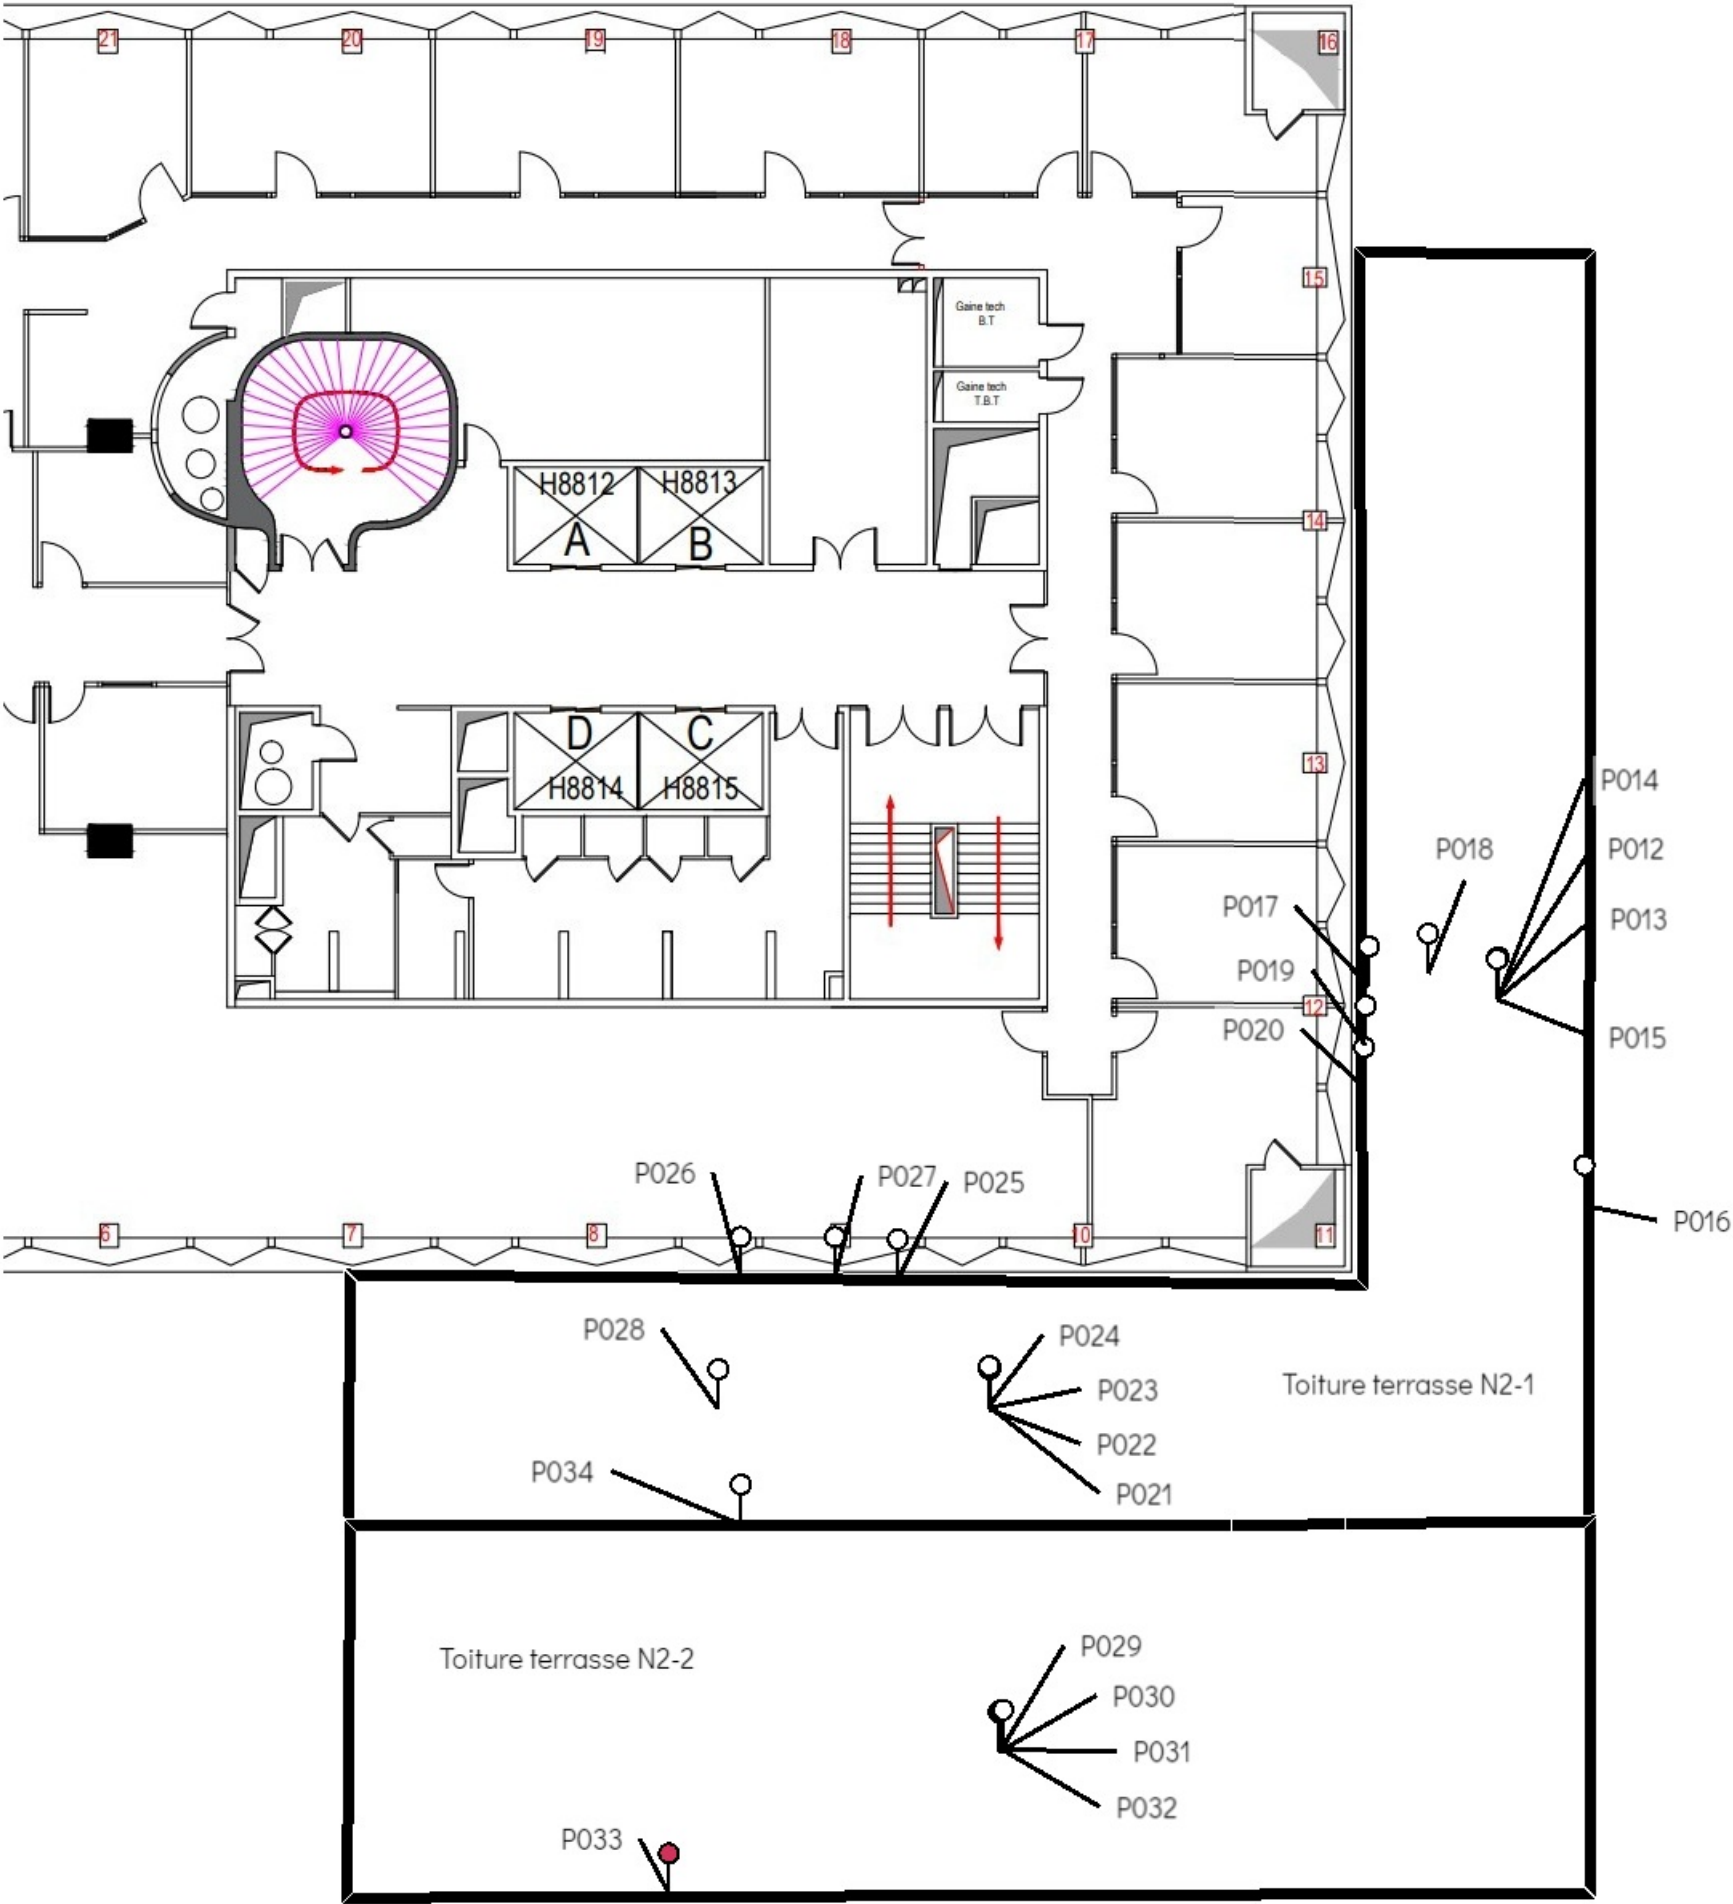 21
20
19
18
17
16
15
Gaine tech
B.T
Gaine tech
T.B.T
H8812
H8813
A
B
14
D
C
H8814
H8815
13
P014
P018
P012
P017
P013
P019
12
P015
P020
P026
P027
P025
P016
6
7
8
10
11
P028
P024
Toiture terrasse N2-1
P023
P022
P034
P021
P029
Toiture terrasse N2-2
P030
P031
P032
P033